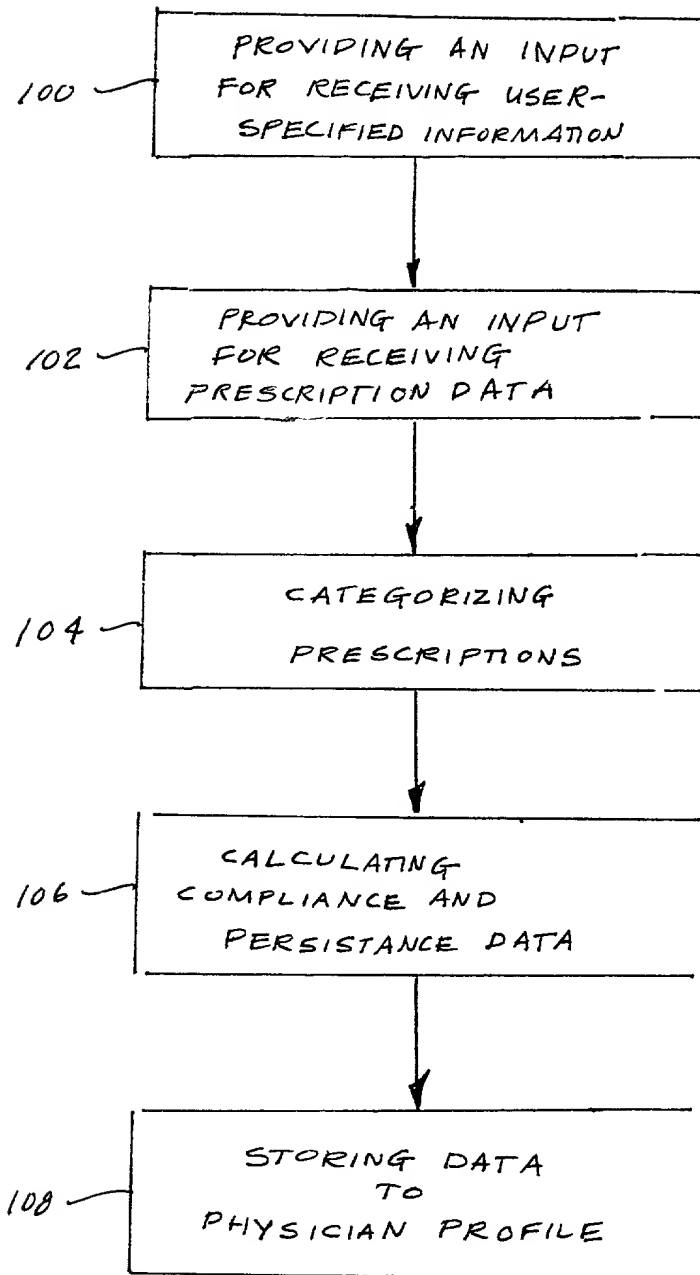 PROVIDING AN INPUT
100 FOR RECEIVING USER-
SPECIFIED INFORMATION
PROVIDING AN INPUT
102 FOR RECEIVING
PRESCRIPTION DATA
CATEGORIZING
104 PRESCRIPTIONS
CALCULATING
106 COMPLIANCE AND
PERSISTANCE DATA
STORING DATA
TO
108 PHYSICIAN PROFILE